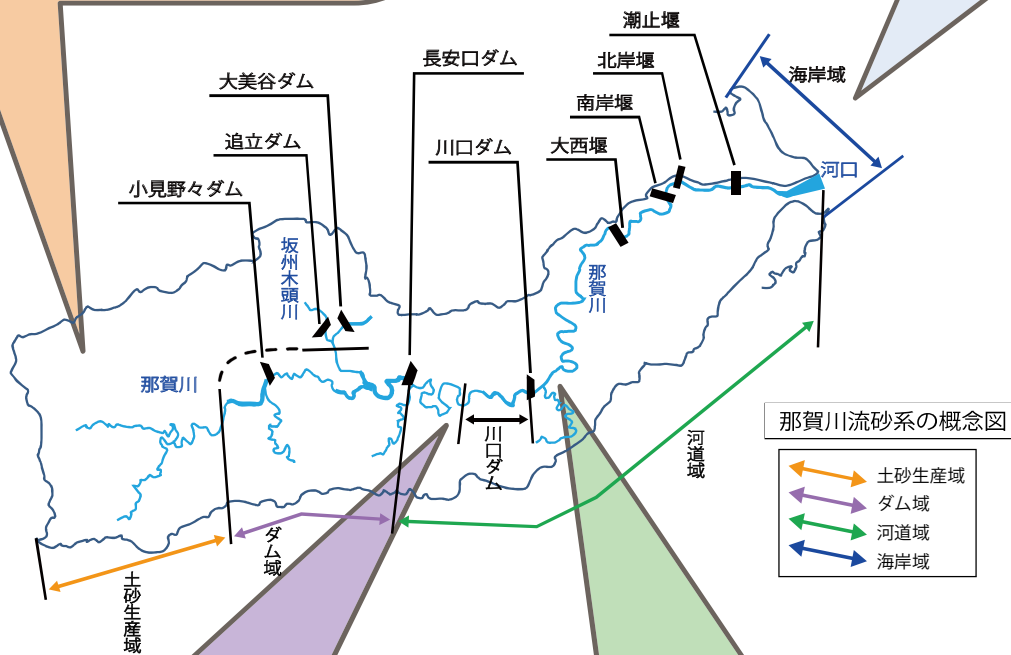 潮止堰
北岸堰
南岸堰
大西堰
長安口ダム
川口ダム
大美谷ダム
追立ダム
小見野々ダム
海岸域
河口
坂州木頭川
那賀川
那賀川
川口ダム
河道域
ダム域
土砂生産域
那賀川流砂系の概念図
土砂生産域
ダム域
河道域
海岸域